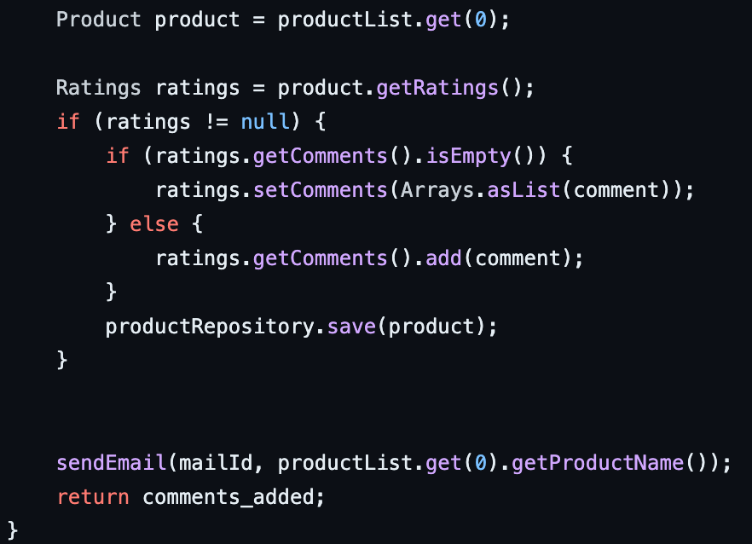 Product product = productList.get(0);
Ratings ratings = product.getRatings();
if (ratings != null) {
if (ratings.getComments().isEmpty()) {
ratings.setComments(Arrays.asList(comment));
} else {
ratings.getComments().add(comment);
}
productRepository.save(product);
}
sendEmail(mailId, productList.get(0).getProductName());
return comments_added;
}